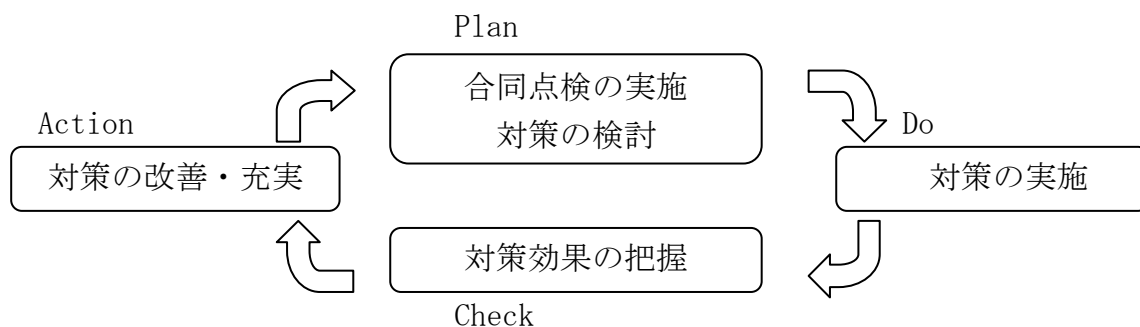 Plan
合同点検の実施
対策の検討
Action
対策の改善・充実
Do
対策の実施
対策効果の把握
Check